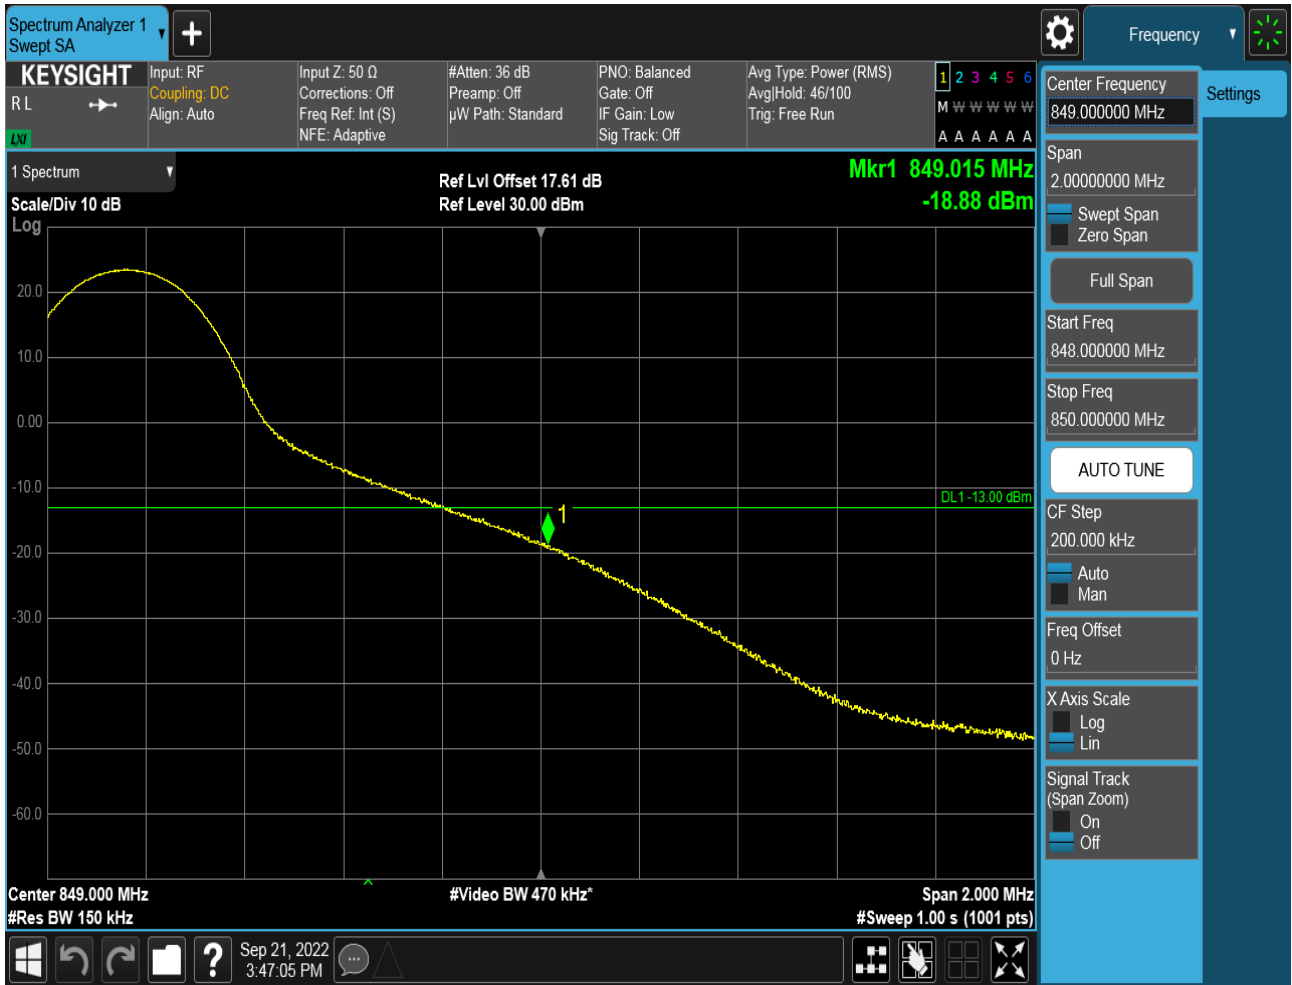 Spectrum Analyzer 1
Swept SA
Frequency
KEYSIGHT
R L
LXI
Input: RF
Coupling: DC
Align: Auto
Input Z: 50 Ω
Corrections: Off
Freq Ref: Int (S)
NFE: Adaptive
#Atten: 36 dB
Preamp: Off
µW Path: Standard
PNO: Balanced
Gate: Off
IF Gain: Low
Sig Track: Off
Avg Type: Power (RMS)
Avg|Hold: 46/100
Trig: Free Run
1 2 3 4 5 6
M W W W W W
A A A A A A
1 Spectrum
Scale/Div 10 dB
Log
Ref Lvl Offset 17.61 dB
Ref Level 30.00 dBm
Mkr1 849.015 MHz
-18.88 dBm
20.0
10.0
0.00
-10.0
-20.0
-30.0
-40.0
-50.0
-60.0
DL1 -13.00 dBm
1
Center 849.000 MHz
#Res BW 150 kHz
#Video BW 470 kHz*
Span 2.000 MHz
#Sweep 1.00 s (1001 pts)
Center Frequency
849.000000 MHz
Settings
Span
2.00000000 MHz
Swept Span
Zero Span
Full Span
Start Freq
848.000000 MHz
Stop Freq
850.000000 MHz
AUTO TUNE
CF Step
200.000 kHz
Auto
Man
Freq Offset
0 Hz
X Axis Scale
Log
Lin
Signal Track
(Span Zoom)
On
Off
?
Sep 21, 2022
3:47:05 PM